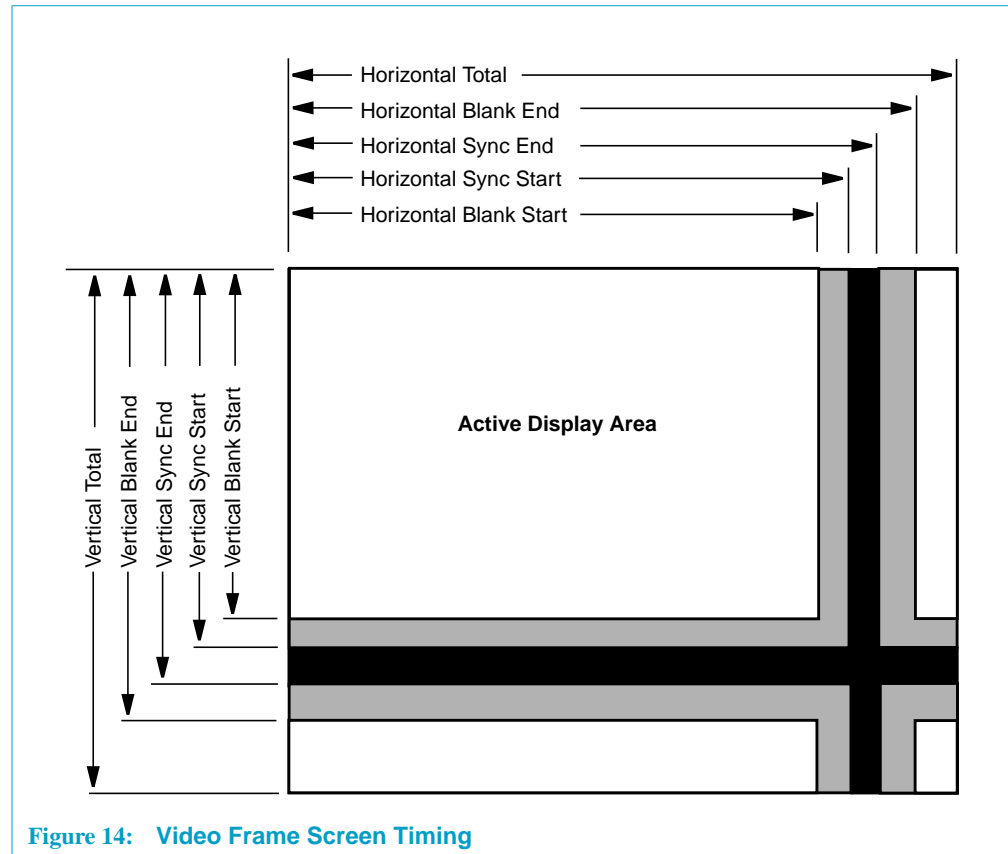 Horizontal Total
Horizontal Blank End
Horizontal Sync End
Horizontal Sync Start
Horizontal Blank Start
Vertical Total
Vertical Blank End
Vertical Sync End
Vertical Sync Start
Vertical Blank Start
Active Display Area
Figure 14: Video Frame Screen Timing